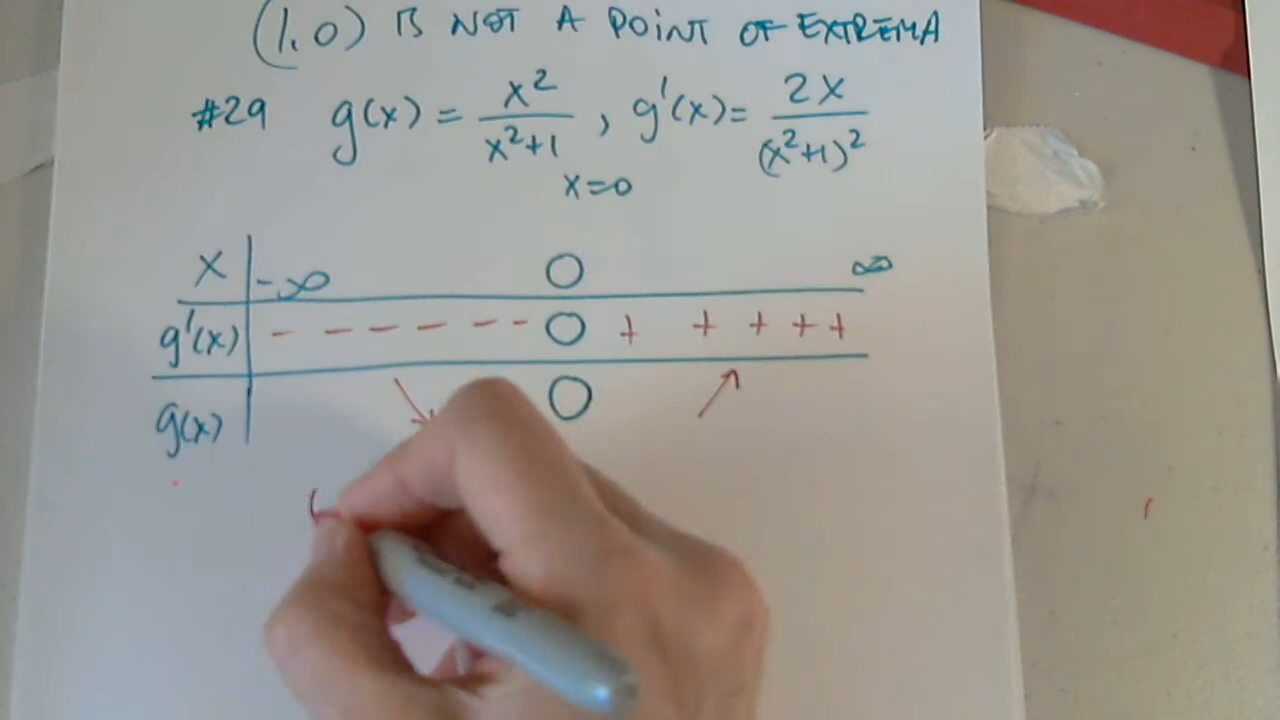 (1,0) IS NOT A POINT OF EXTREMA
#29 g(x) = x²/(x²+1) , g'(x) = 2x/(x²+1)²
x=0
x -∞ 0 ∞
g'(x) - - - - - - 0 + + + + +
g(x) ↘ 0 ↗
(